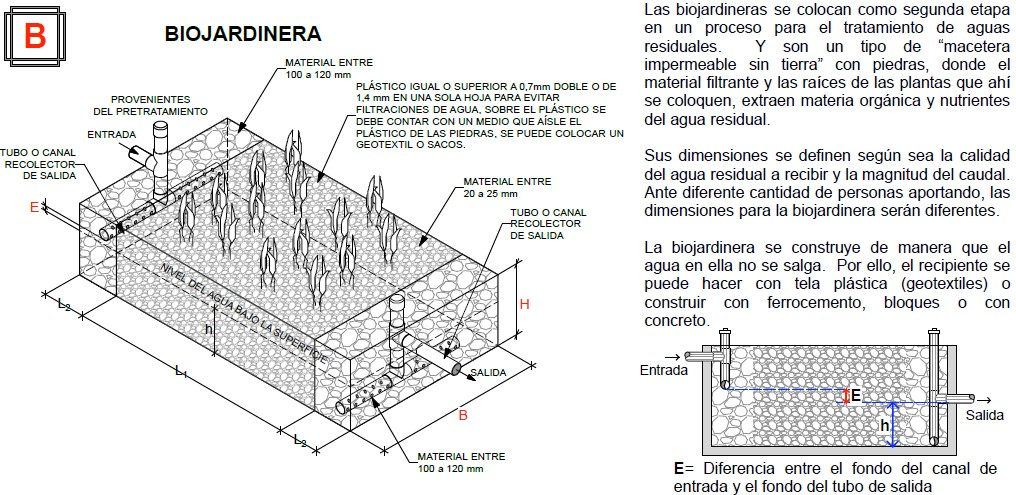 B
BIOJARDINERA
MATERIAL ENTRE
100 a 120 mm
PLÁSTICO IGUAL O SUPERIOR A 0,7mm DOBLE O DE
1,4 mm EN UNA SOLA HOJA PARA EVITAR
FILTRACIONES DE AGUA, SOBRE EL PLÁSTICO SE
DEBE CONTAR CON UN MEDIO QUE AÍSLE EL
PLÁSTICO DE LAS PIEDRAS, SE PUEDE COLOCAR UN
GEOTEXTIL O SACOS.
PROVENIENTES
DEL PRETRATAMIENTO
ENTRADA
TUBO O CANAL
RECOLECTOR
DE SALIDA
E
MATERIAL ENTRE
20 a 25 mm
TUBO O CANAL
RECOLECTOR
DE SALIDA
NIVEL DEL AGUA BAJO LA SUPERFICIE
h
H
L2
L1
L2
SALIDA
B
MATERIAL ENTRE
100 a 120 mm
Las biojardineras se colocan como segunda etapa
en un proceso para el tratamiento de aguas
residuales. Y son un tipo de “macetera
impermeable sin tierra” con piedras, donde el
material filtrante y las raíces de las plantas que ahí
se coloquen, extraen materia orgánica y nutrientes
del agua residual.
Sus dimensiones se definen según sea la calidad
del agua residual a recibir y la magnitud del caudal.
Ante diferente cantidad de personas aportando, las
dimensiones para la biojardinera serán diferentes.
La biojardinera se construye de manera que el
agua en ella no se salga. Por ello, el recipiente se
puede hacer con tela plástica (geotextiles) o
construir con ferrocemento, bloques o con
concreto.
Entrada
E
h
Salida
E= Diferencia entre el fondo del canal de
entrada y el fondo del tubo de salida